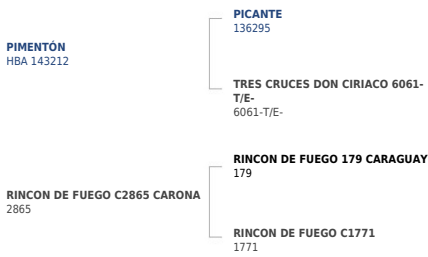 PICANTE
136295
PIMENTÓN
HBA 143212
TRES CRUCES DON CIRIACO 6061-
T/E-
6061-T/E-
RINCON DE FUEGO 179 CARAGUAY
179
RINCON DE FUEGO C2865 CARONA
2865
RINCON DE FUEGO C1771
1771